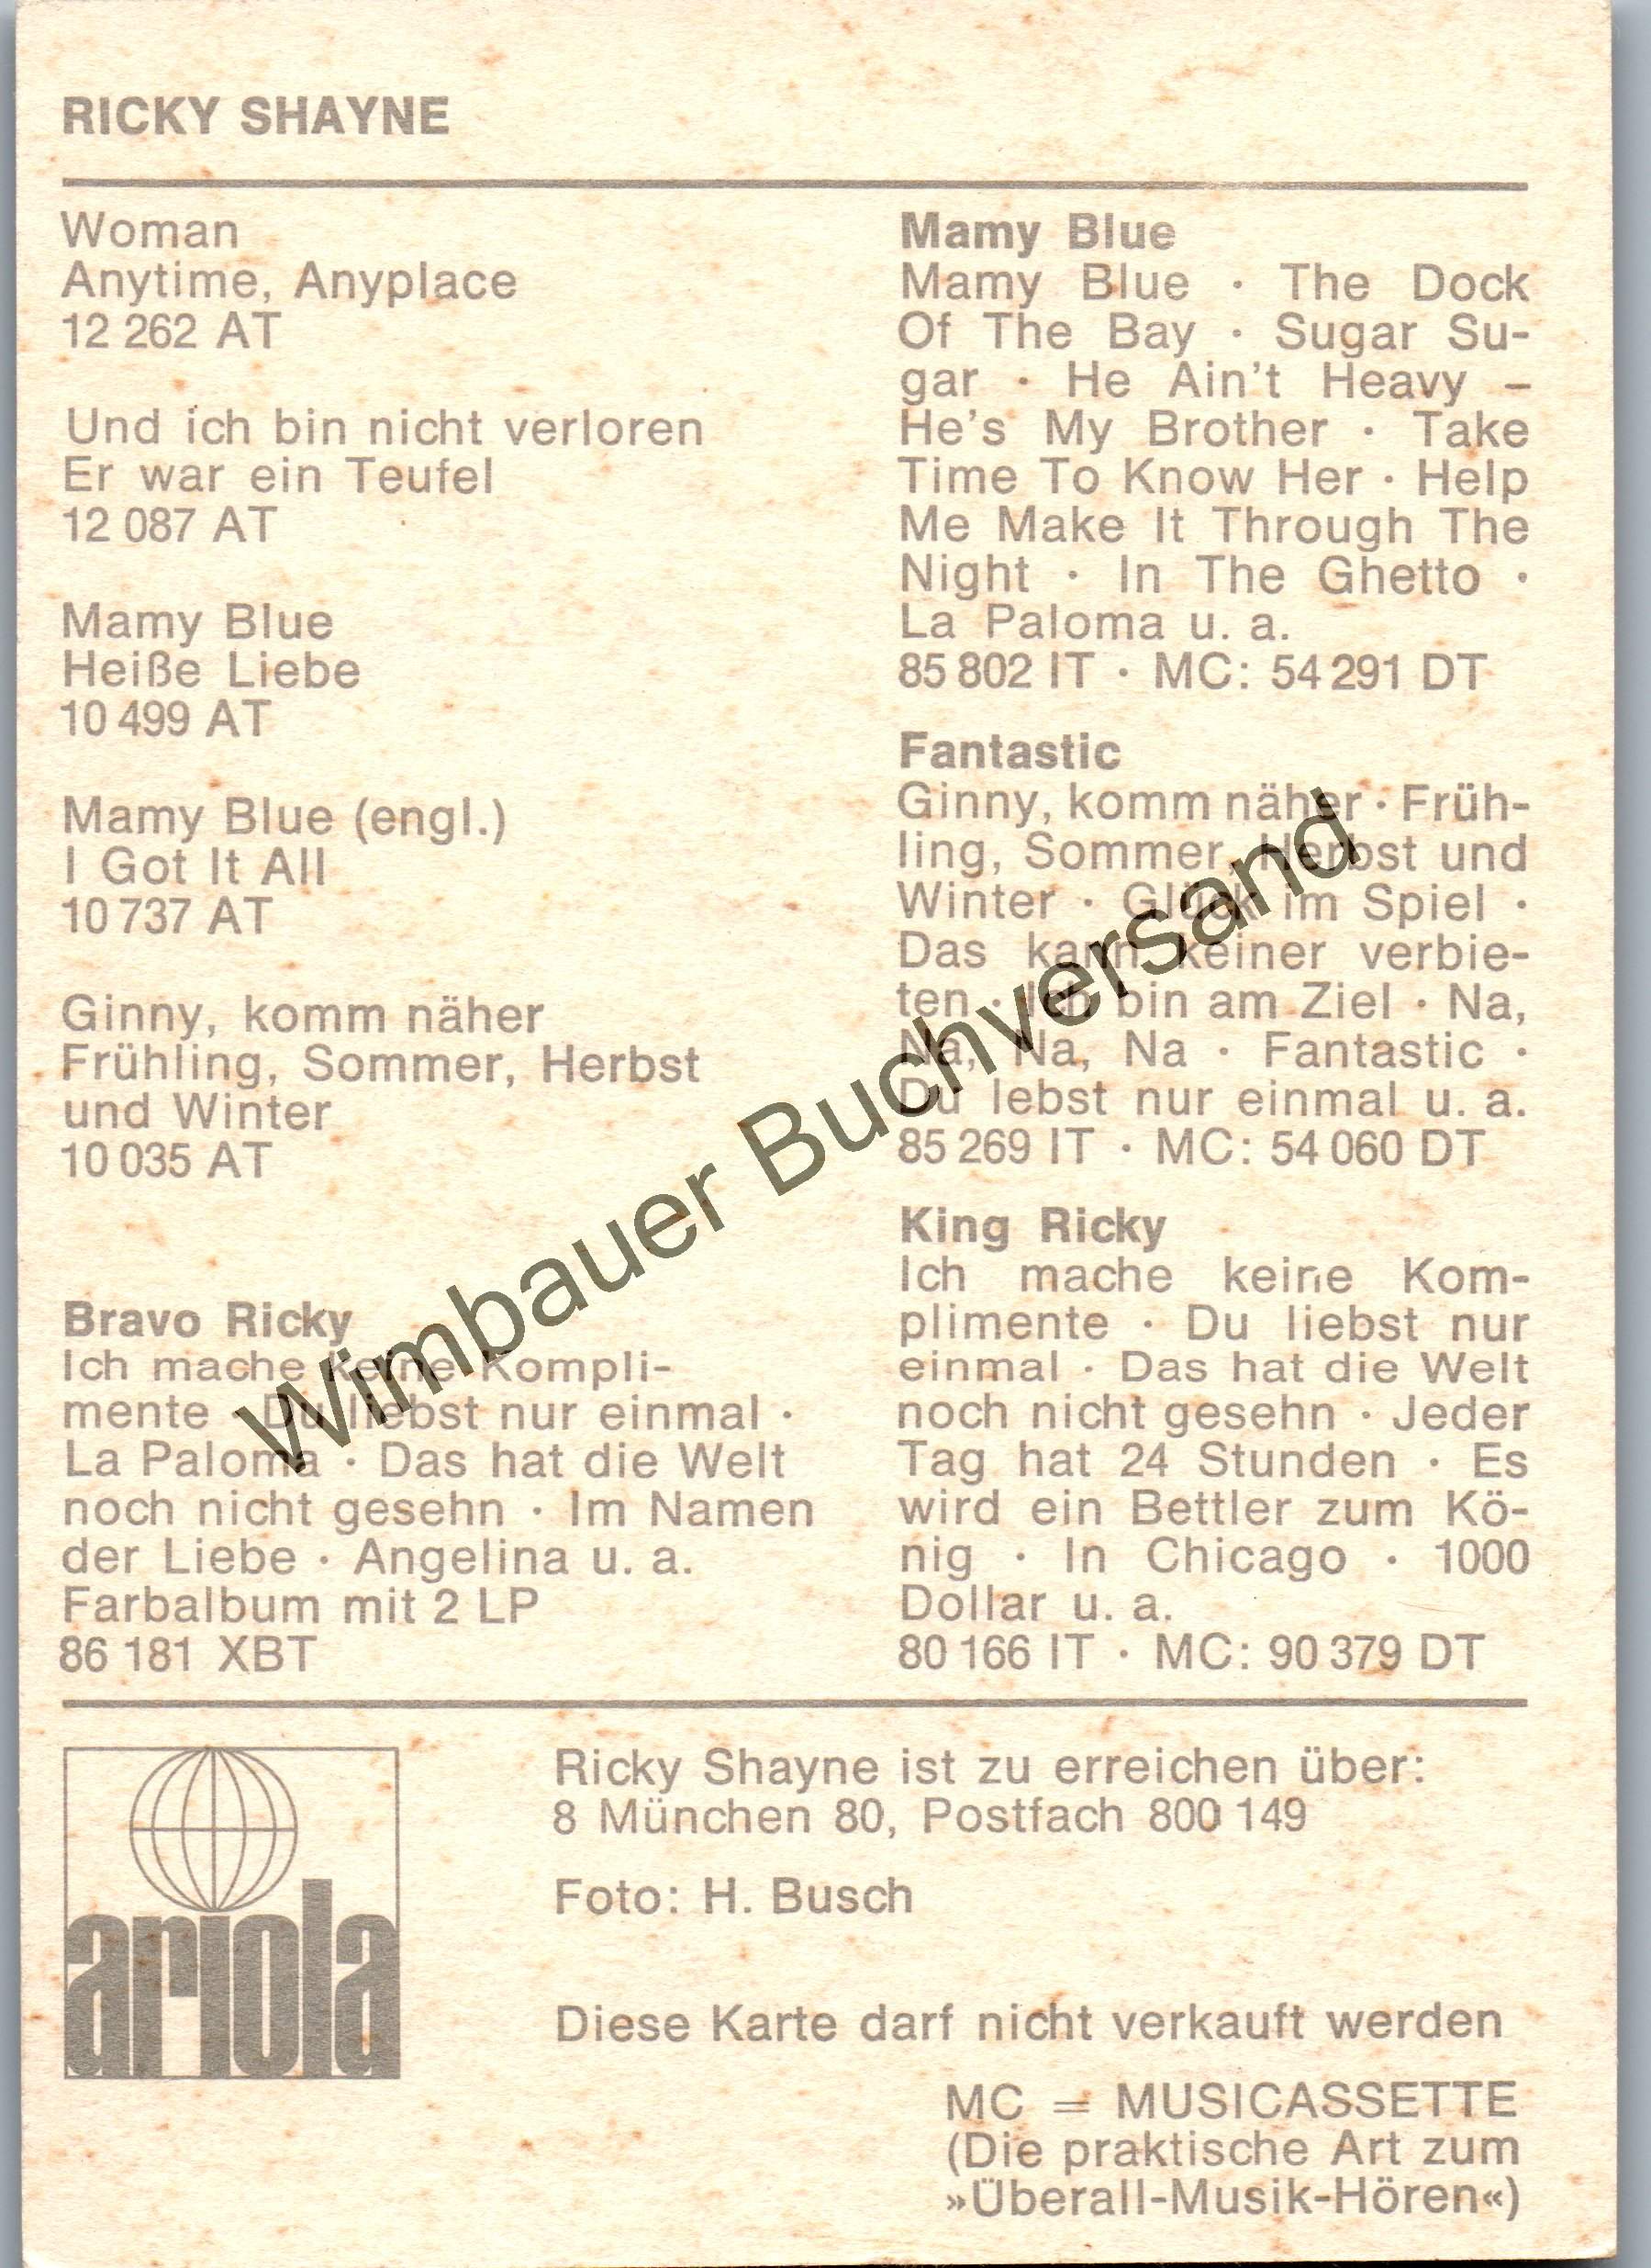 RICKY SHAYNE
Woman
Anytime, Anyplace
12 262 AT
Und ich bin nicht verloren
Er war ein Teufel
12 087 AT
Mamy Blue
Heiße Liebe
10 499 AT
Mamy Blue (engl.)
I Got It All
10 737 AT
Ginny, komm näher
Frühling, Sommer, Herbst
und Winter
10 035 AT
Bravo Ricky
Ich mache keine Kompli-
mente · Du liebst nur einmal ·
La Paloma · Das hat die Welt
noch nicht gesehn · Im Namen
der Liebe · Angelina u. a.
Farbalbum mit 2 LP
86 181 XBT
Mamy Blue
Mamy Blue · The Dock
Of The Bay · Sugar Su-
gar · He Ain't Heavy –
He's My Brother · Take
Time To Know Her · Help
Me Make It Through The
Night · In The Ghetto ·
La Paloma u. a.
85 802 IT · MC: 54 291 DT
Fantastic
Ginny, komm näher · Früh-
ling, Sommer, Herbst und
Winter · Glück im Spiel ·
Das kann keiner verbie-
ten · Ich bin am Ziel · Na,
Na, Na, Na · Fantastic ·
Du lebst nur einmal u. a.
85 269 IT · MC: 54 060 DT
King Ricky
Ich mache keine Kom-
plimente · Du liebst nur
einmal · Das hat die Welt
noch nicht gesehn · Jeder
Tag hat 24 Stunden · Es
wird ein Bettler zum Kö-
nig · In Chicago · 1000
Dollar u. a.
80 166 IT · MC: 90 379 DT
Wimbauer Buchversand
ariola
Ricky Shayne ist zu erreichen über:
8 München 80, Postfach 800 149
Foto: H. Busch
Diese Karte darf nicht verkauft werden
MC = MUSICASSETTE
(Die praktische Art zum
»Überall-Musik-Hören«)